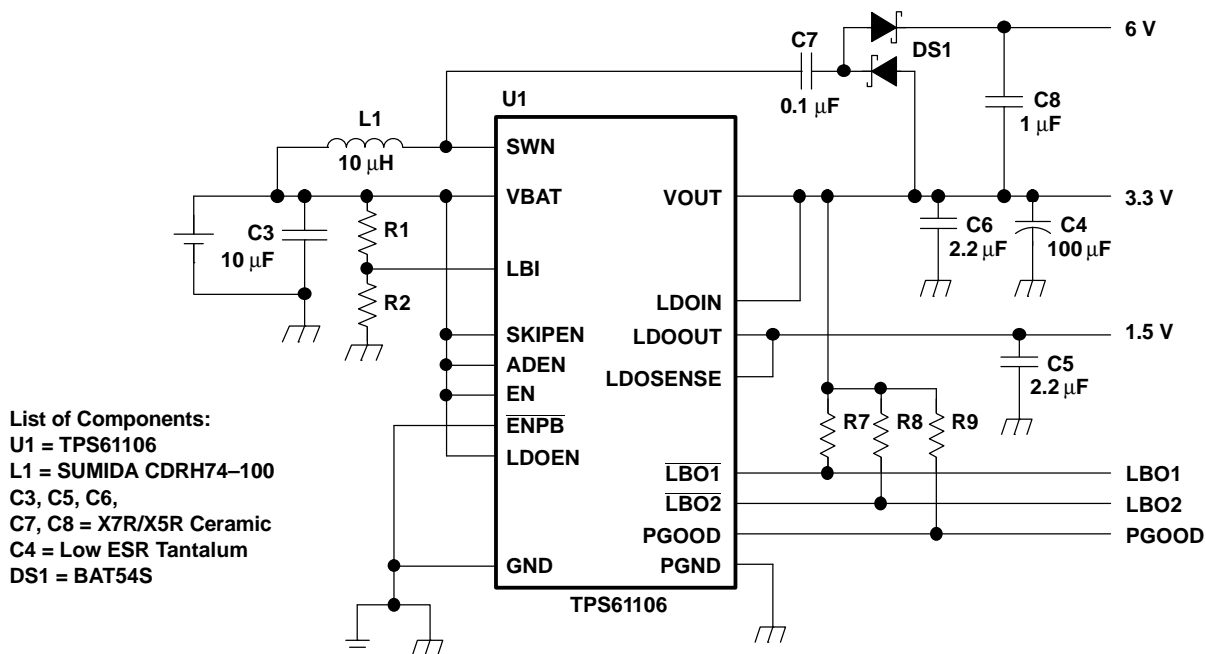 6 V
C7
DS1
0.1 μF
C8
1 μF
U1
L1
10 μH
SWN
VBAT
VOUT
3.3 V
C3
10 μF
R1
C6
2.2 μF
C4
100 μF
LBI
R2
LDOIN
SKIPEN
LDOOUT
1.5 V
ADEN
LDOSENSE
C5
2.2 μF
EN
ENPB
R7
R8
R9
LDOEN
LBO1
LBO1
LBO2
LBO2
PGOOD
PGOOD
GND
PGND
TPS61106
List of Components:
U1 = TPS61106
L1 = SUMIDA CDRH74–100
C3, C5, C6,
C7, C8 = X7R/X5R Ceramic
C4 = Low ESR Tantalum
DS1 = BAT54S